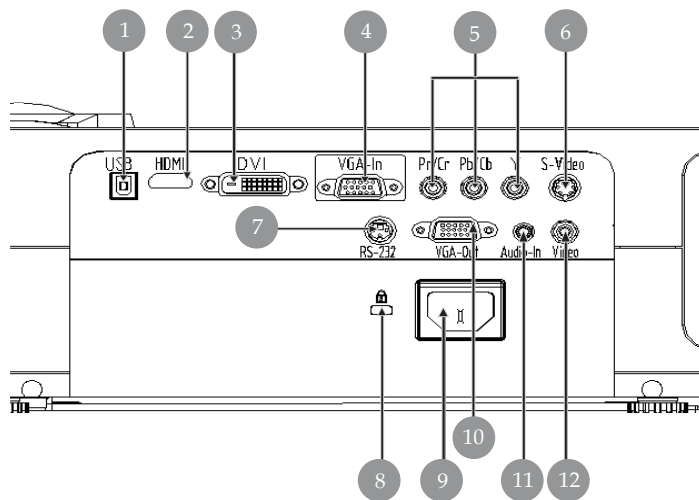 1 2 3 4 5 6
USB HDMI DVI VGA-In Pr/Cr Pb/Cb Y S-Video
7
RS-232 VGA-Out Audio-In Video
10
8 9 11 12